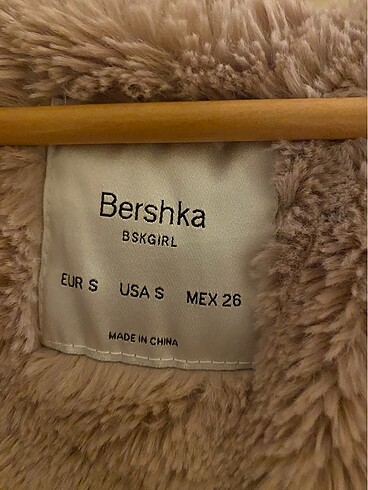 Bershka
BSKGIRL
EUR S USA S MEX 26
MADE IN CHINA